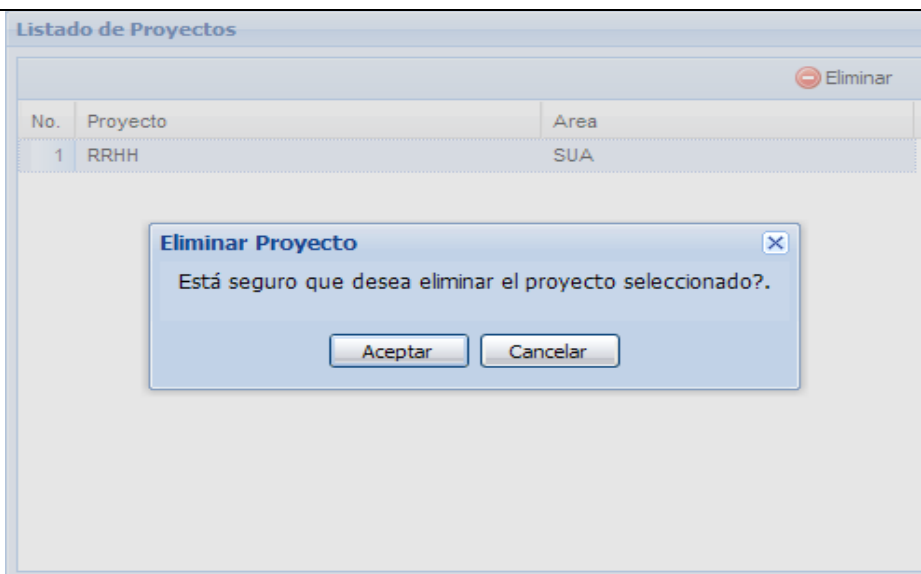 Listado de Proyectos
Eliminar
No. Proyecto Area
1 RRHH SUA
Eliminar Proyecto
Está seguro que desea eliminar el proyecto seleccionado?.
Aceptar Cancelar